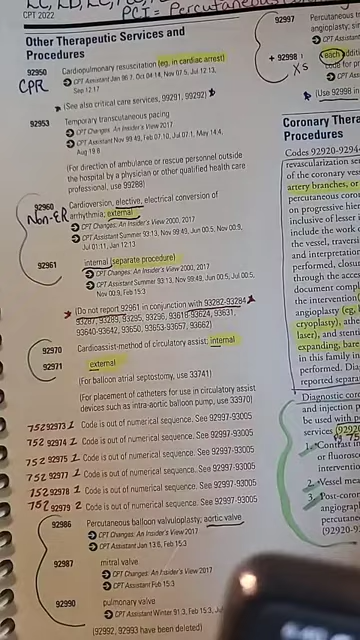 PCI = Percutaneous
CPT 2022
Other Therapeutic Services and
Procedures
92950 Cardiopulmonary resuscitation (eg, in cardiac arrest)
CPR
CPT Assistant Jan 96:7, Oct 04:14, Nov 07:5, Jul 12:13,
Sep 12:17
(See also critical care services, 99291, 99292)
92953 Temporary transcutaneous pacing
CPT Changes: An Insider's View 2017
CPT Assistant Nov 99:49, Feb 07:10, Jul 07:1, May 14:4,
Aug 19:8
(For direction of ambulance or rescue personnel outside
the hospital by a physician or other qualified health care
professional, use 99288)
92960 Cardioversion, elective, electrical conversion of
Non-ER arrhythmia; external
CPT Changes: An Insider's View 2000, 2017
CPT Assistant Summer 93:13, Nov 99:49, Jun 00:5, Nov 00:9,
Jul 01:11, Jan 12:13
92961 internal (separate procedure)
CPT Changes: An Insider's View 2000, 2017
CPT Assistant Summer 93:13, Nov 99:49, Jun 00:5, Jul 00:5,
Nov 00:9, Feb 15:3
(Do not report 92961 in conjunction with 93282-93284,
93287, 93289, 93295, 93296, 93618-93624, 93631,
93640-93642, 93650, 93653-93657, 93662)
92970 Cardioassist-method of circulatory assist; internal
92971 external
(For balloon atrial septostomy, use 33741)
(For placement of catheters for use in circulatory assist
devices such as intra-aortic balloon pump, use 33970)
92973 Code is out of numerical sequence. See 92997-93005
92974 Code is out of numerical sequence. See 92997-93005
92975 Code is out of numerical sequence. See 92997-93005
92977 Code is out of numerical sequence. See 92997-93005
92978 Code is out of numerical sequence. See 92997-93005
92979 Code is out of numerical sequence. See 92997-93005
92986 Percutaneous balloon valvuloplasty; aortic valve
CPT Changes: An Insider's View 2017
CPT Assistant Jan 13:6, Feb 15:3
92987 mitral valve
CPT Changes: An Insider's View 2017
CPT Assistant Feb 15:3
92990 pulmonary valve
CPT Assistant Winter 91:3, Feb 15:3,
(92992, 92993 have been deleted)
92997 Percutaneous
angioplasty;
CPT Assistant
+ 92998 each
code for
CPT Assistant
(Use 92998 in
Coronary Thera
Procedures
Codes 92920-9294
revascularization se
of the coronary vess
artery branches, or
percutaneous coron
on progressive hier
inclusive of lesser i
include the work o
the vessel, travers
and interpretation
performed, closure
through the access
document comple
the intervention
angioplasty (eg,
cryoplasty), athe
laser), and stenti
expanding, bare
in this family in
performed. Diag
reported separat
Diagnostic coro
and injection p
be used with p
services (9292
1. Contrast in
or fluorosc
interventi
2. Vessel mea
3. Post-coron
angiograph
percutane
(92920-92